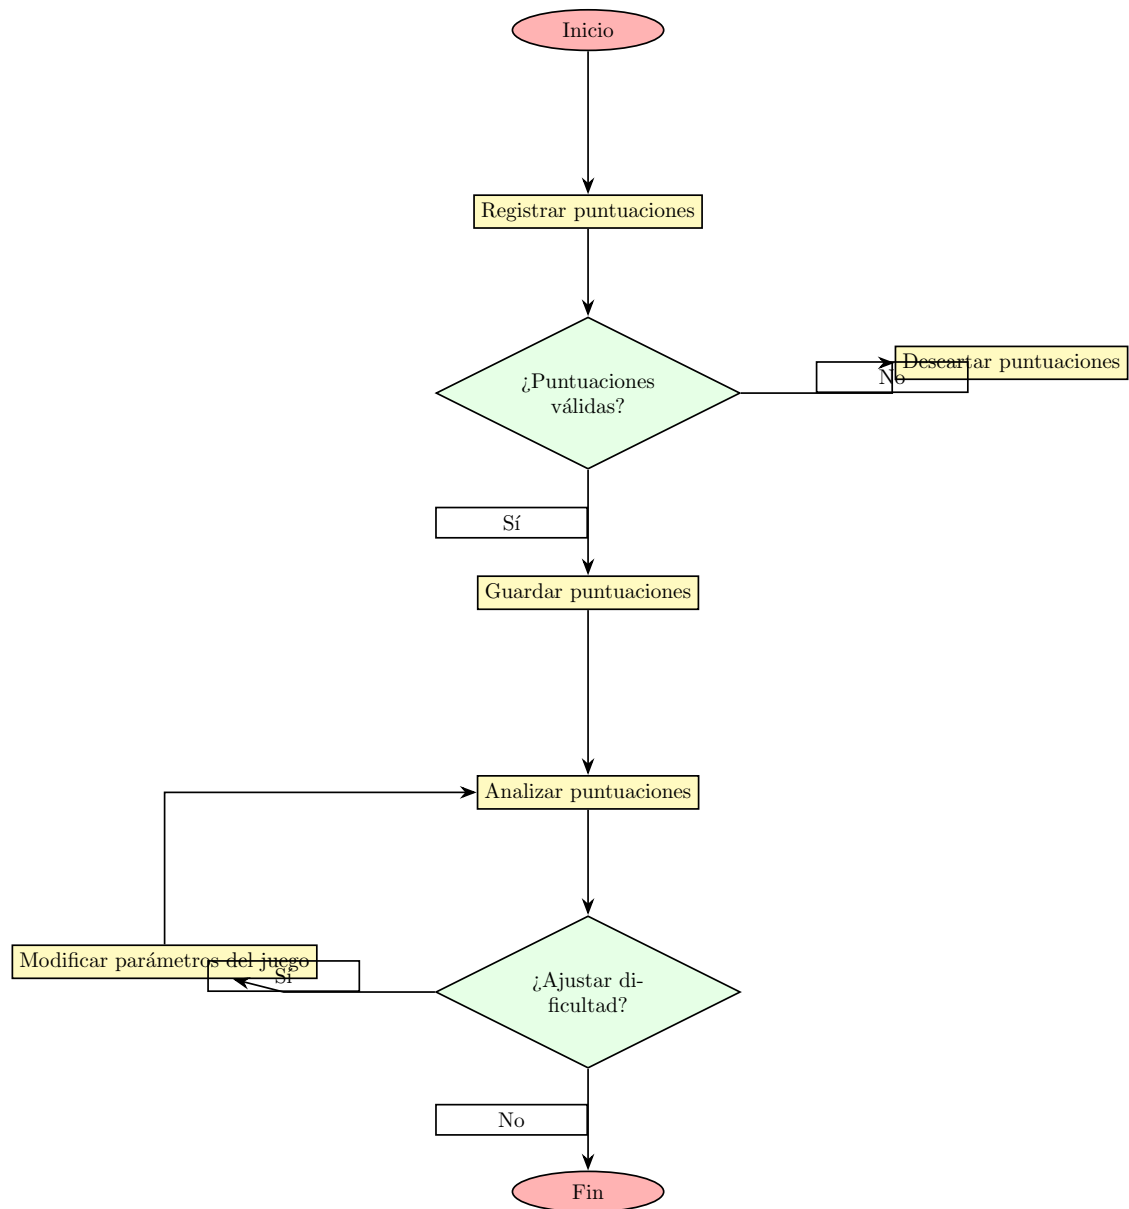 Inicio
Registrar puntuaciones
¿Puntuaciones
válidas?
Descartar puntuaciones
No
Sí
Guardar puntuaciones
Analizar puntuaciones
Modificar parámetros del juego
Sí
¿Ajustar di-
ficultad?
No
Fin